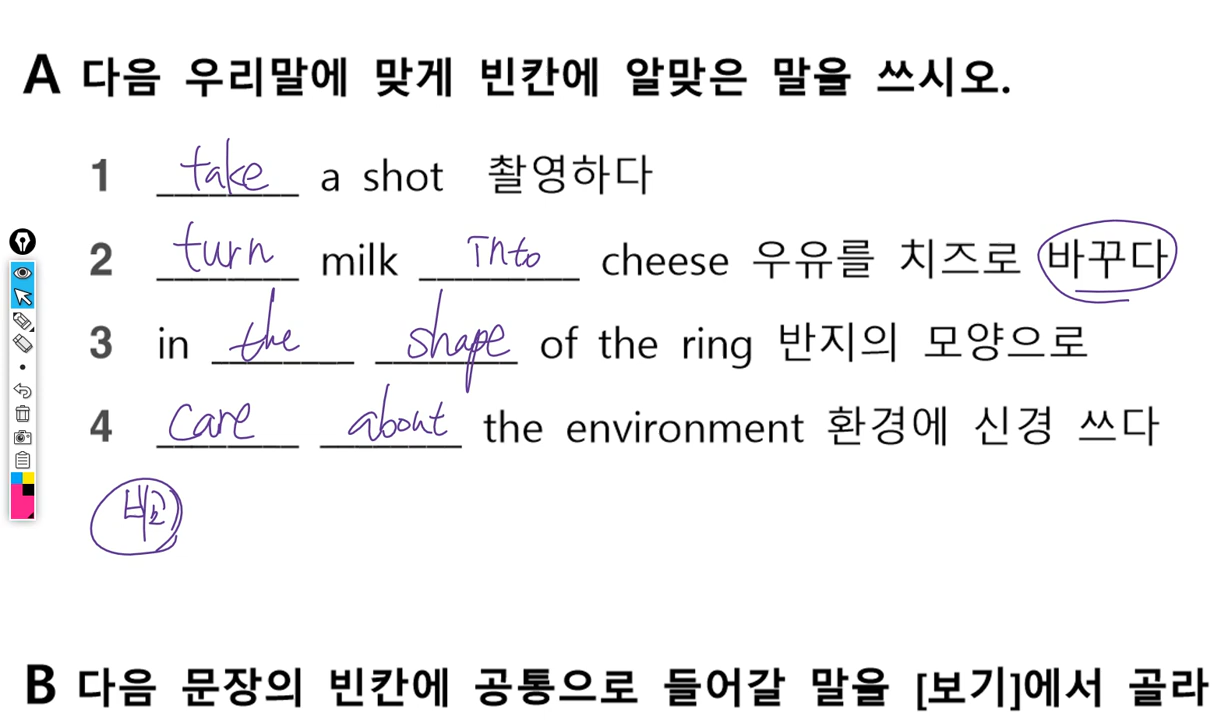 A 다음 우리말에 맞게 빈칸에 알맞은 말을 쓰시오.
1 take a shot 촬영하다
2 turn milk into cheese 우유를 치즈로 바꾸다
3 in the shape of the ring 반지의 모양으로
4 care about the environment 환경에 신경 쓰다
B 다음 문장의 빈칸에 공통으로 들어갈 말을 [보기]에서 골라